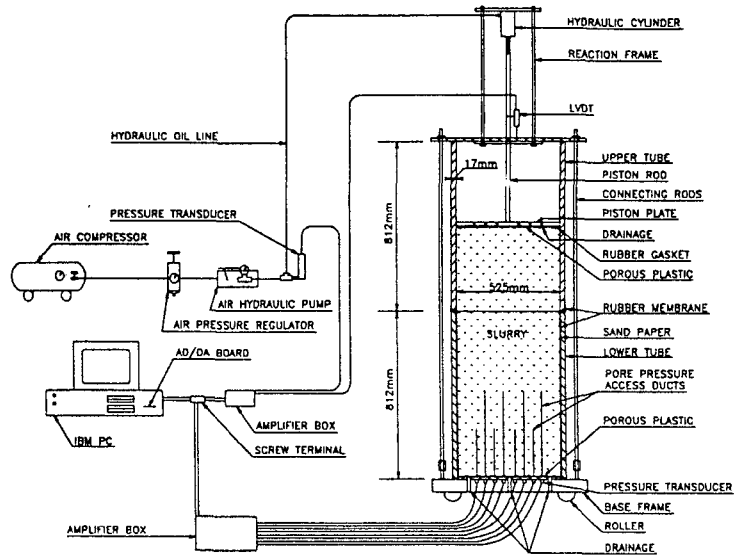 HYDRAULIC CYLINDER
REACTION FRAME
LVDT
HYDRAULIC OIL LINE
UPPER TUBE
17mm
PISTON ROD
CONNECTING RODS
PRESSURE TRANSDUCER
PISTON PLATE
812mm
DRAINAGE
AIR COMPRESSOR
RUBBER GASKET
POROUS PLASTIC
525mm
AIR HYDRAULIC PUMP
RUBBER MEMBRANE
AIR PRESSURE REGULATOR
SLURRY
SAND PAPER
LOWER TUBE
AD/DA BOARD
PORE PRESSURE
ACCESS DUCTS
812mm
AMPLIFIER BOX
POROUS PLASTIC
IBM PC
SCREW TERMINAL
PRESSURE TRANSDUCER
BASE FRAME
AMPLIFIER BOX
ROLLER
DRAINAGE